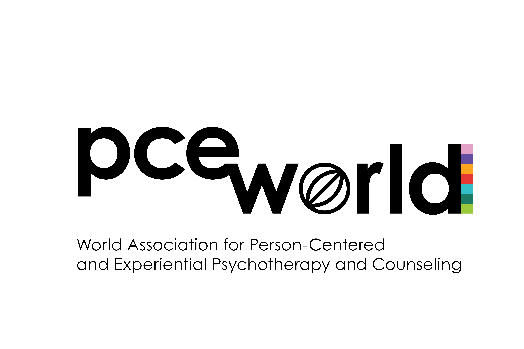 pce
world
World Association for Person-Centered
and Experiential Psychotherapy and Counseling